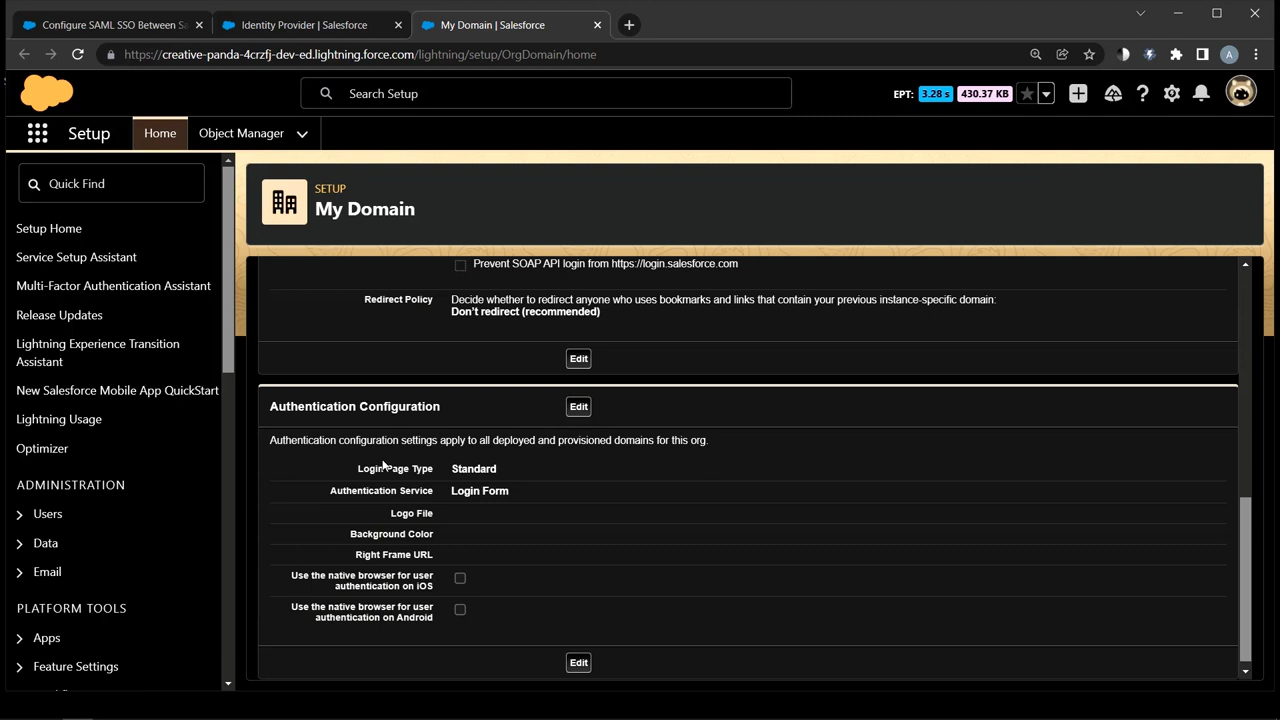 Configure SAML SSO Between Sa
Identity Provider | Salesforce
My Domain | Salesforce
https://creative-panda-4crzfj-dev-ed.lightning.force.com/lightning/setup/OrgDomain/home
A
Search Setup
EPT: 3.28 s 430.37 KB
Setup
Home
Object Manager
Quick Find
Setup Home
Service Setup Assistant
Multi-Factor Authentication Assistant
Release Updates
Lightning Experience Transition
Assistant
New Salesforce Mobile App QuickStart
Lightning Usage
Optimizer
ADMINISTRATION
Users
Data
Email
PLATFORM TOOLS
Apps
Feature Settings
SETUP
My Domain
Prevent SOAP API login from https://login.salesforce.com
Redirect Policy Decide whether to redirect anyone who uses bookmarks and links that contain your previous instance-specific domain:
Don't redirect (recommended)
Edit
Authentication Configuration Edit
Authentication configuration settings apply to all deployed and provisioned domains for this org.
Login Page Type Standard
Authentication Service Login Form
Logo File
Background Color
Right Frame URL
Use the native browser for user
authentication on iOS
Use the native browser for user
authentication on Android
Edit